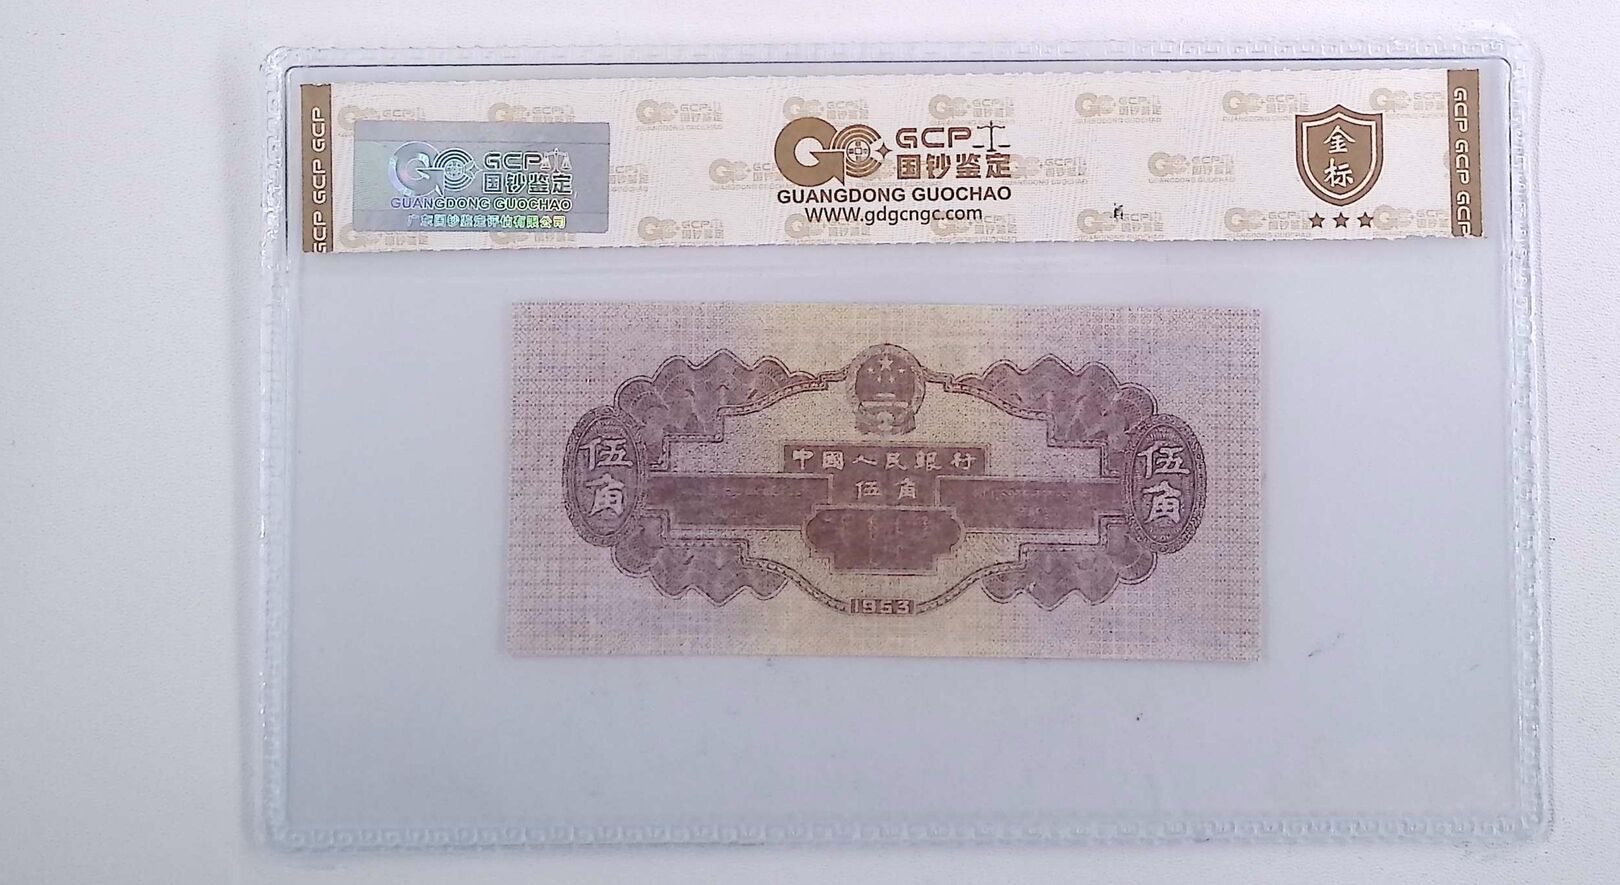 GCP GCP GCP
GCP
国钞鉴定
GUANGDONG GUOCHAO
广东国钞鉴定评估有限公司
GCP
国钞鉴定
GUANGDONG GUOCHAO
WWW.gdgcngc.com
金
标
GCP GCP GCP
中國人民銀行
伍角
伍
角
伍
角
1953